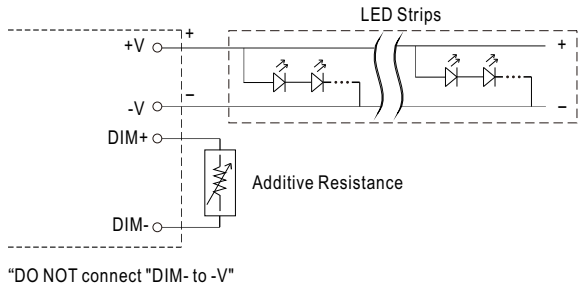 LED Strips
+V
+
+
-V
–
–
DIM+
Additive Resistance
DIM-
“DO NOT connect "DIM- to -V"